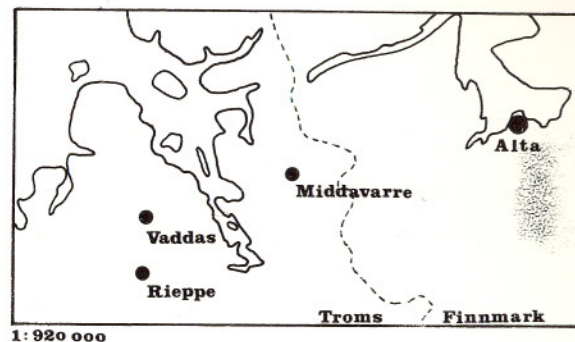 Alta
Middavarre
Vaddas
Rieppe
Troms Finnmark
1:920 000